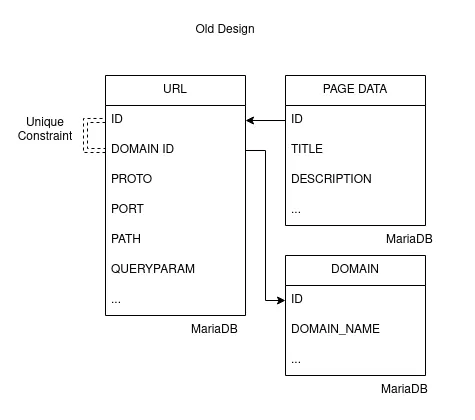 Old Design
URL
ID
DOMAIN ID
PROTO
PORT
PATH
QUERYPARAM
...
MariaDB
Unique
Constraint
PAGE DATA
ID
TITLE
DESCRIPTION
...
MariaDB
DOMAIN
ID
DOMAIN_NAME
...
MariaDB